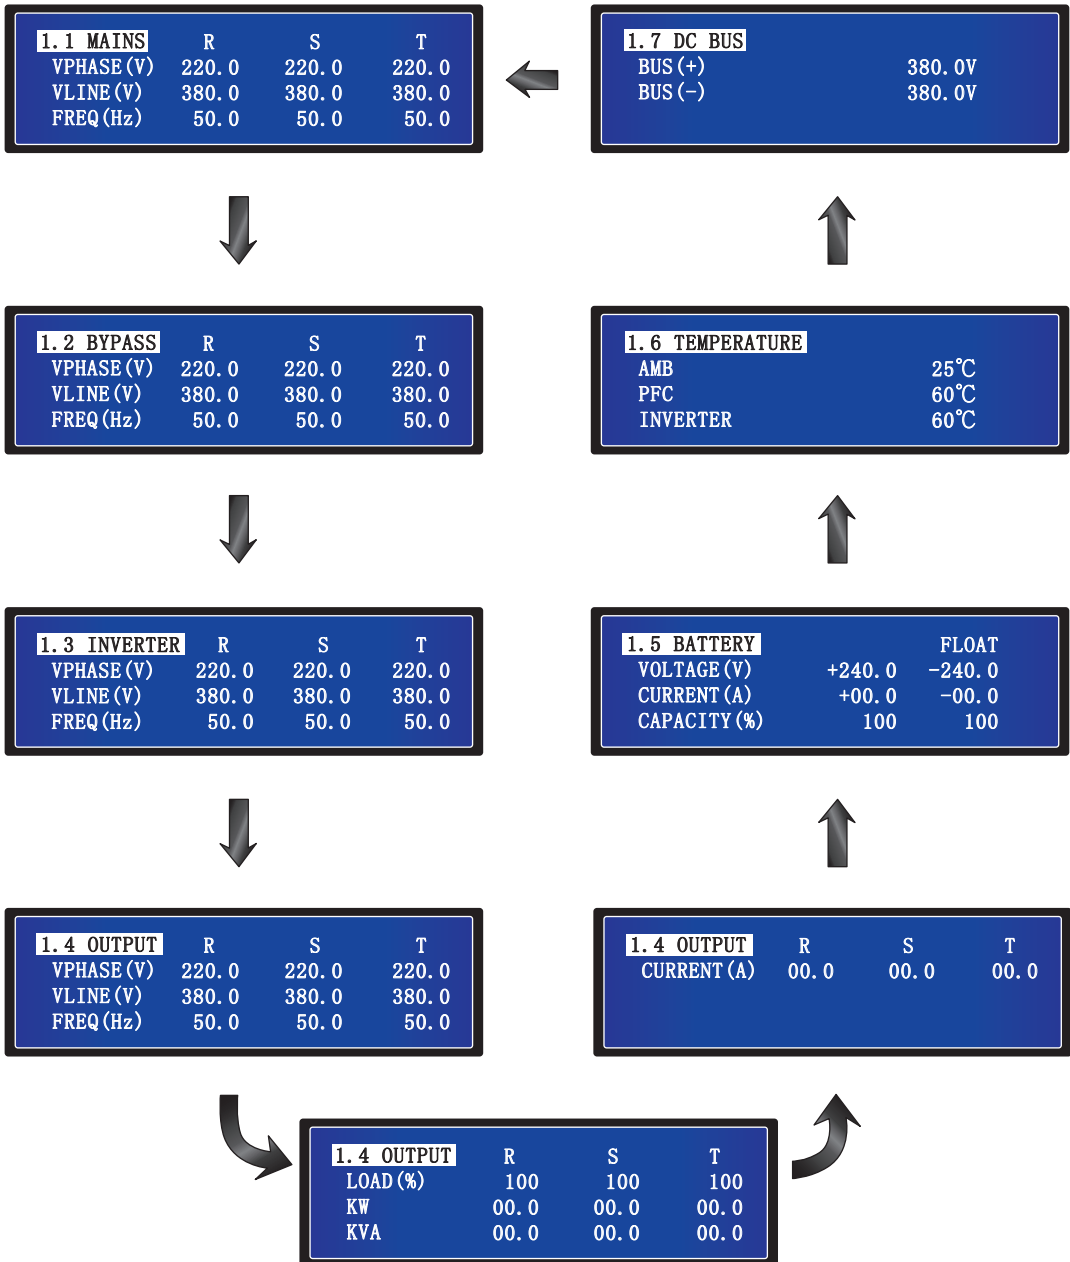 1.1 MAINS R S T
VPHASE(V) 220.0 220.0 220.0
VLINE(V) 380.0 380.0 380.0
FREQ(Hz) 50.0 50.0 50.0
1.2 BYPASS R S T
VPHASE(V) 220.0 220.0 220.0
VLINE(V) 380.0 380.0 380.0
FREQ(Hz) 50.0 50.0 50.0
1.3 INVERTER R S T
VPHASE(V) 220.0 220.0 220.0
VLINE(V) 380.0 380.0 380.0
FREQ(Hz) 50.0 50.0 50.0
1.4 OUTPUT R S T
VPHASE(V) 220.0 220.0 220.0
VLINE(V) 380.0 380.0 380.0
FREQ(Hz) 50.0 50.0 50.0
1.4 OUTPUT R S T
LOAD(%) 100 100 100
KW 00.0 00.0 00.0
KVA 00.0 00.0 00.0
1.4 OUTPUT R S T
CURRENT(A) 00.0 00.0 00.0
1.5 BATTERY FLOAT
VOLTAGE(V) +240.0 -240.0
CURRENT(A) +00.0 -00.0
CAPACITY(%) 100 100
1.6 TEMPERATURE
AMB 25℃
PFC 60℃
INVERTER 60℃
1.7 DC BUS
BUS(+) 380.0V
BUS(-) 380.0V